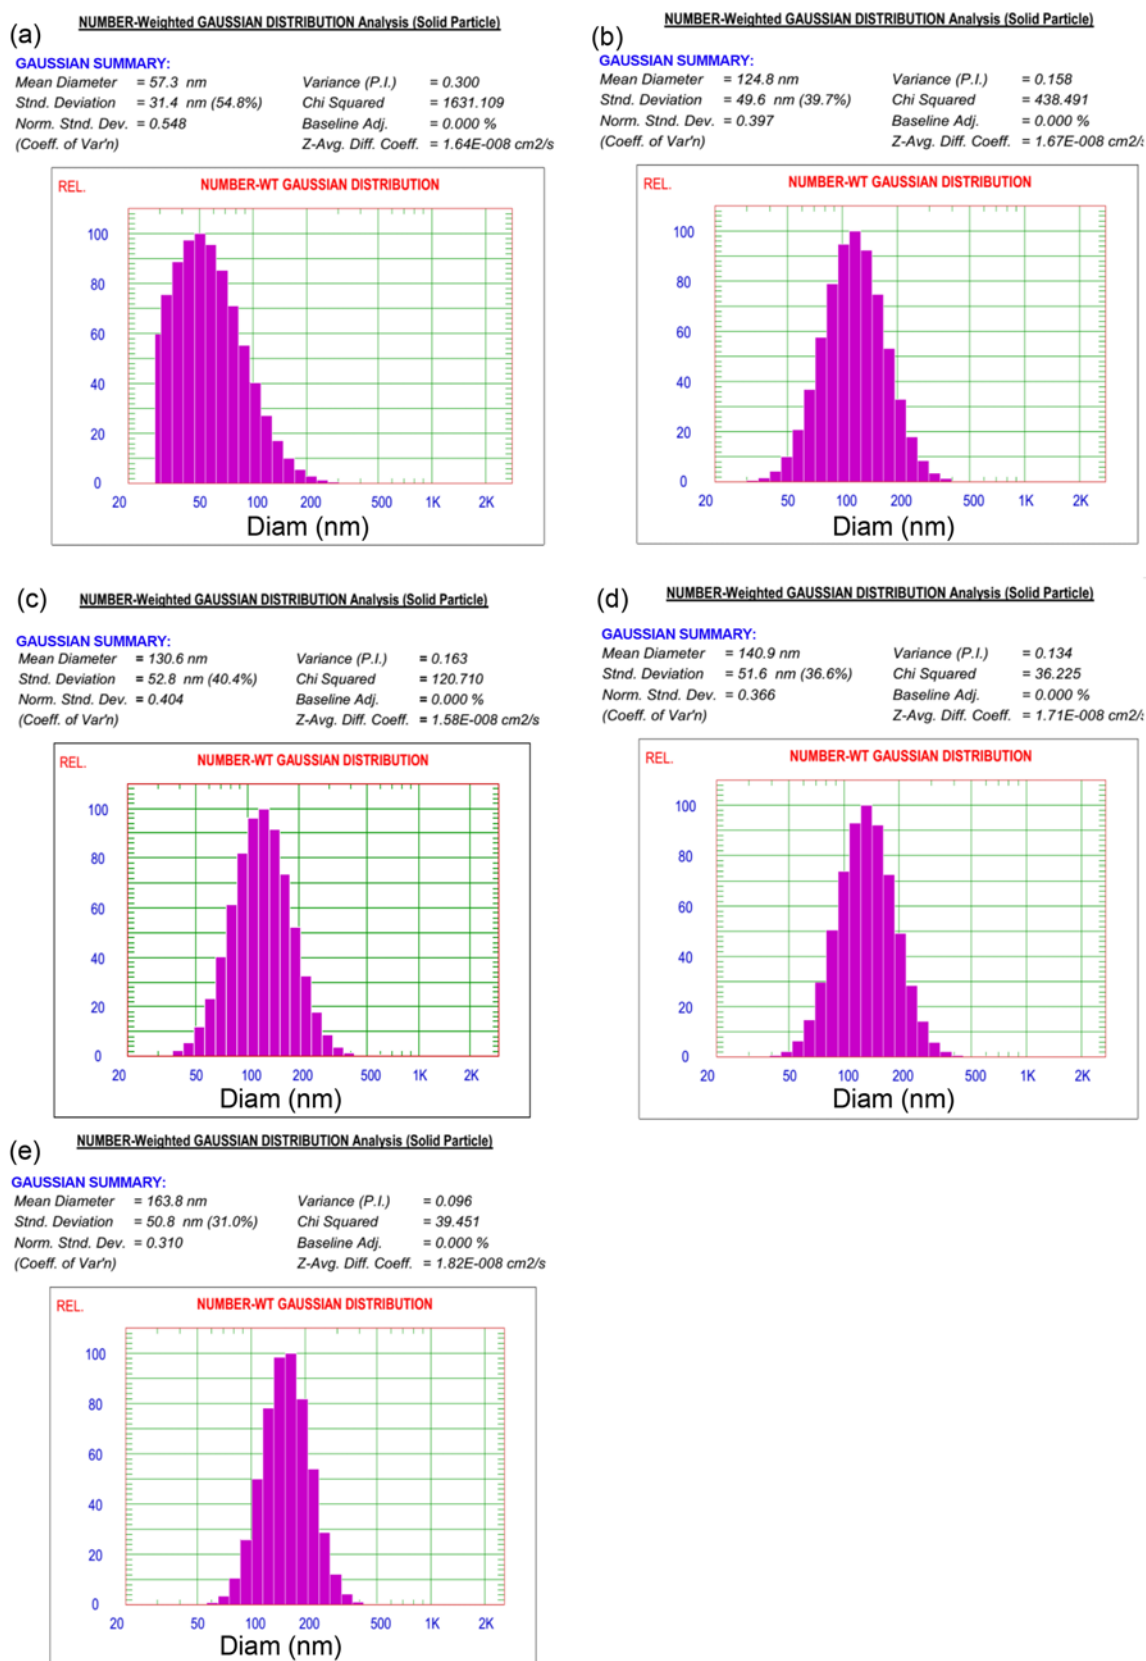 (a)
NUMBER-Weighted GAUSSIAN DISTRIBUTION Analysis (Solid Particle)
GAUSSIAN SUMMARY:
Mean Diameter = 57.3 nm Variance (P.I.) = 0.300
Stnd. Deviation = 31.4 nm (54.8%) Chi Squared = 1631.109
Norm. Stnd. Dev. = 0.548 Baseline Adj. = 0.000 %
(Coeff. of Var'n) Z-Avg. Diff. Coeff. = 1.64E-008 cm2/s
REL. NUMBER-WT GAUSSIAN DISTRIBUTION
100
80
60
40
20
0
20 50 100 200 500 1K 2K
Diam (nm)
(b)
NUMBER-Weighted GAUSSIAN DISTRIBUTION Analysis (Solid Particle)
GAUSSIAN SUMMARY:
Mean Diameter = 124.8 nm Variance (P.I.) = 0.158
Stnd. Deviation = 49.6 nm (39.7%) Chi Squared = 438.491
Norm. Stnd. Dev. = 0.397 Baseline Adj. = 0.000 %
(Coeff. of Var'n) Z-Avg. Diff. Coeff. = 1.67E-008 cm2/s
REL. NUMBER-WT GAUSSIAN DISTRIBUTION
100
80
60
40
20
0
20 50 100 200 500 1K 2K
Diam (nm)
(c)
NUMBER-Weighted GAUSSIAN DISTRIBUTION Analysis (Solid Particle)
GAUSSIAN SUMMARY:
Mean Diameter = 130.6 nm Variance (P.I.) = 0.163
Stnd. Deviation = 52.8 nm (40.4%) Chi Squared = 120.710
Norm. Stnd. Dev. = 0.404 Baseline Adj. = 0.000 %
(Coeff. of Var'n) Z-Avg. Diff. Coeff. = 1.58E-008 cm2/s
REL. NUMBER-WT GAUSSIAN DISTRIBUTION
100
80
60
40
20
0
20 50 100 200 500 1K 2K
Diam (nm)
(d)
NUMBER-Weighted GAUSSIAN DISTRIBUTION Analysis (Solid Particle)
GAUSSIAN SUMMARY:
Mean Diameter = 140.9 nm Variance (P.I.) = 0.134
Stnd. Deviation = 51.6 nm (36.6%) Chi Squared = 36.225
Norm. Stnd. Dev. = 0.366 Baseline Adj. = 0.000 %
(Coeff. of Var'n) Z-Avg. Diff. Coeff. = 1.71E-008 cm2/s
REL. NUMBER-WT GAUSSIAN DISTRIBUTION
100
80
60
40
20
0
20 50 100 200 500 1K 2K
Diam (nm)
(e)
NUMBER-Weighted GAUSSIAN DISTRIBUTION Analysis (Solid Particle)
GAUSSIAN SUMMARY:
Mean Diameter = 163.8 nm Variance (P.I.) = 0.096
Stnd. Deviation = 50.8 nm (31.0%) Chi Squared = 39.451
Norm. Stnd. Dev. = 0.310 Baseline Adj. = 0.000 %
(Coeff. of Var'n) Z-Avg. Diff. Coeff. = 1.82E-008 cm2/s
REL. NUMBER-WT GAUSSIAN DISTRIBUTION
100
80
60
40
20
0
20 50 100 200 500 1K 2K
Diam (nm)